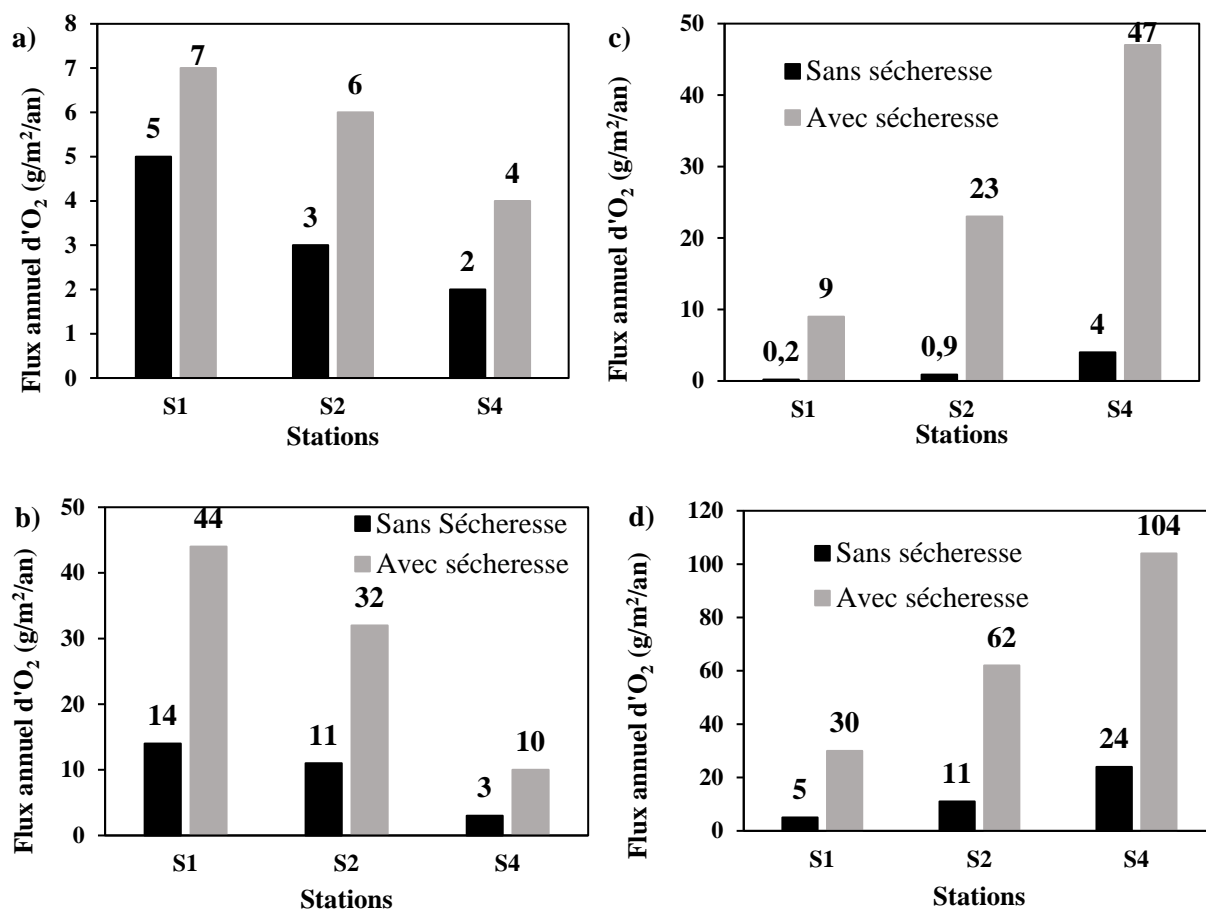 a)
Flux annuel d'O2 (g/m²/an)
8
7
6
5
4
3
2
1
0
5
7
3
6
2
4
S1 S2 S4
Stations
c)
Flux annuel d'O2 (g/m²/an)
50
40
30
20
10
0
Sans sécheresse
Avec sécheresse
0,2
9
0,9
23
4
47
S1 S2 S4
Stations
b)
Flux annuel d'O2 (g/m²/an)
50
40
30
20
10
0
Sans Sécheresse
Avec sécheresse
14
44
11
32
3
10
S1 S2 S4
Stations
d)
Flux annuel d'O2 (g/m²/an)
120
100
80
60
40
20
0
Sans sécheresse
Avec sécheresse
5
30
11
62
24
104
S1 S2 S4
Stations